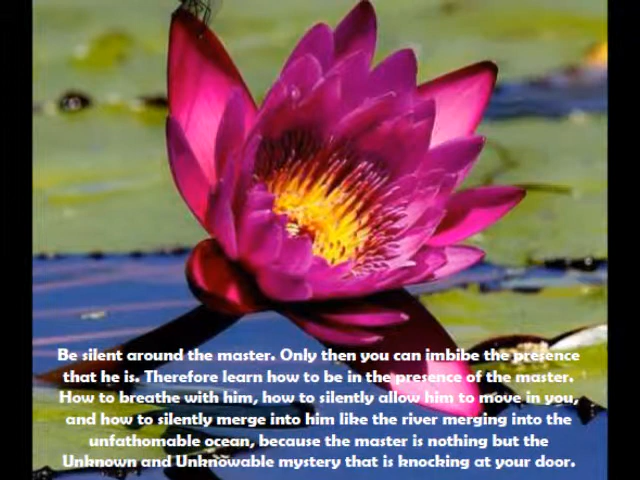 Be silent around the master. Only then you can imbibe the presence
that he is. Therefore learn how to be in the presence of the master.
How to breathe with him, how to silently allow him to move in you,
and how to silently merge into him like the river merging into the
unfathomable ocean, because the master is nothing but the
Unknown and Unknowable mystery that is knocking at your door.